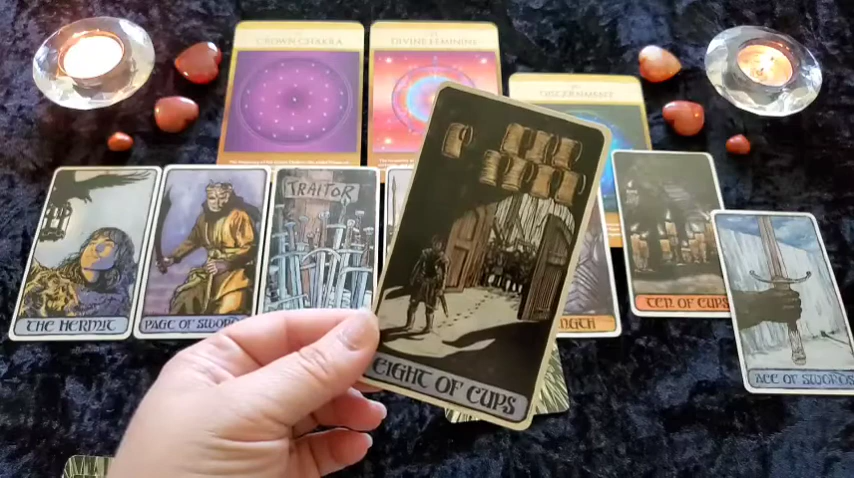 CROWN CHAKRA
DIVINE FEMININE
DISCERNMENT
THE HERMIT
PAGE OF SWORDS
TRAITOR
EIGHT OF CUPS
NGTH
TEN OF CUPS
ACE OF SWORDS